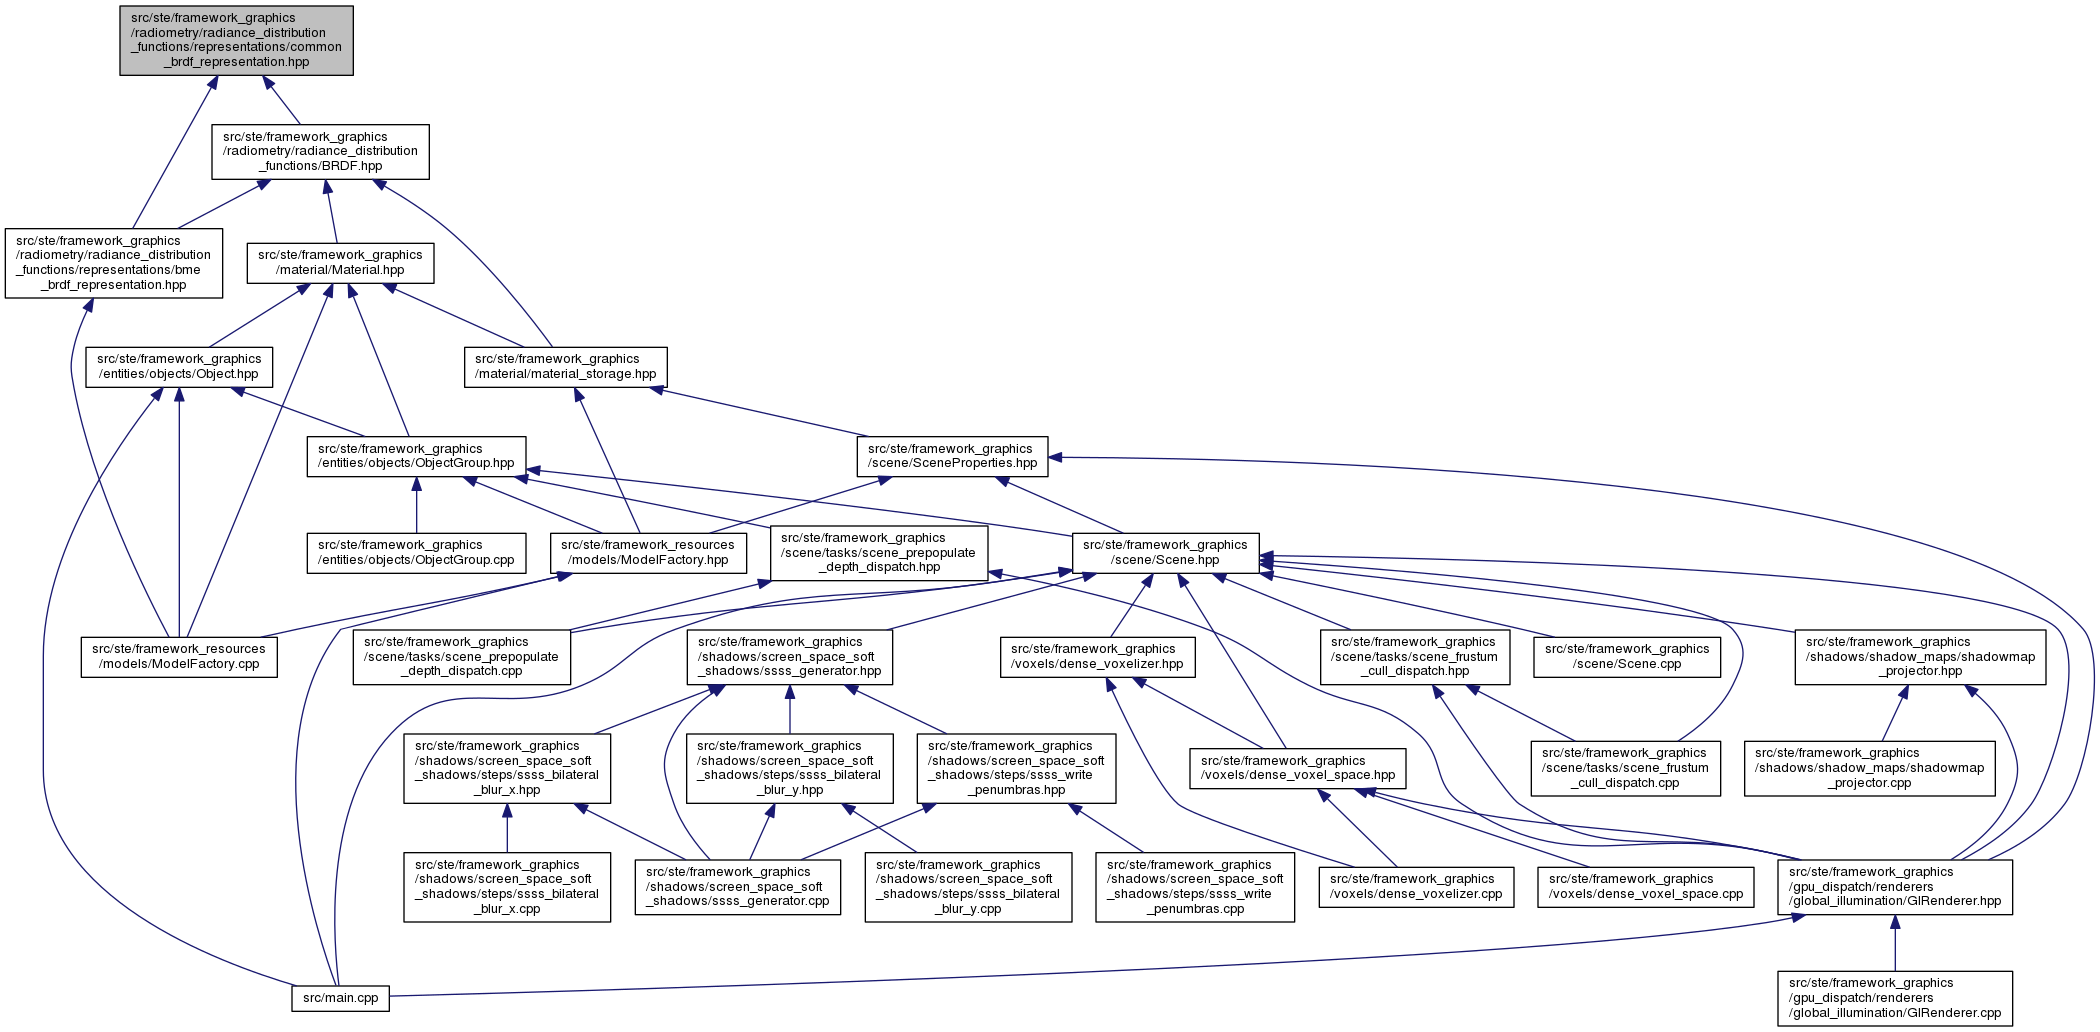 src/ste/framework_graphics
/radiometry/radiance_distribution
_functions/representations/common
_brdf_representation.hpp
src/ste/framework_graphics
/radiometry/radiance_distribution
_functions/BRDF.hpp
src/ste/framework_graphics
/radiometry/radiance_distribution
_functions/representations/bme
_brdf_representation.hpp
src/ste/framework_graphics
/material/Material.hpp
src/ste/framework_graphics
/entities/objects/Object.hpp
src/ste/framework_graphics
/material/material_storage.hpp
src/ste/framework_graphics
/entities/objects/ObjectGroup.hpp
src/ste/framework_graphics
/scene/SceneProperties.hpp
src/ste/framework_graphics
/entities/objects/ObjectGroup.cpp
src/ste/framework_resources
/models/ModelFactory.hpp
src/ste/framework_graphics
/scene/tasks/scene_prepopulate
_depth_dispatch.hpp
src/ste/framework_graphics
/scene/Scene.hpp
src/ste/framework_resources
/models/ModelFactory.cpp
src/ste/framework_graphics
/scene/tasks/scene_prepopulate
_depth_dispatch.cpp
src/ste/framework_graphics
/shadows/screen_space_soft
_shadows/ssss_generator.hpp
src/ste/framework_graphics
/voxels/dense_voxelizer.hpp
src/ste/framework_graphics
/scene/tasks/scene_frustum
_cull_dispatch.hpp
src/ste/framework_graphics
/scene/Scene.cpp
src/ste/framework_graphics
/shadows/shadow_maps/shadowmap
_projector.hpp
src/ste/framework_graphics
/shadows/screen_space_soft
_shadows/steps/ssss_bilateral
_blur_x.hpp
src/ste/framework_graphics
/shadows/screen_space_soft
_shadows/steps/ssss_bilateral
_blur_y.hpp
src/ste/framework_graphics
/shadows/screen_space_soft
_shadows/steps/ssss_write
_penumbras.hpp
src/ste/framework_graphics
/voxels/dense_voxel_space.hpp
src/ste/framework_graphics
/scene/tasks/scene_frustum
_cull_dispatch.cpp
src/ste/framework_graphics
/shadows/shadow_maps/shadowmap
_projector.cpp
src/ste/framework_graphics
/shadows/screen_space_soft
_shadows/steps/ssss_bilateral
_blur_x.cpp
src/ste/framework_graphics
/shadows/screen_space_soft
_shadows/ssss_generator.cpp
src/ste/framework_graphics
/shadows/screen_space_soft
_shadows/steps/ssss_bilateral
_blur_y.cpp
src/ste/framework_graphics
/shadows/screen_space_soft
_shadows/steps/ssss_write
_penumbras.cpp
src/ste/framework_graphics
/voxels/dense_voxelizer.cpp
src/ste/framework_graphics
/voxels/dense_voxel_space.cpp
src/ste/framework_graphics
/gpu_dispatch/renderers
/global_illumination/GIRenderer.hpp
src/main.cpp
src/ste/framework_graphics
/gpu_dispatch/renderers
/global_illumination/GIRenderer.cpp